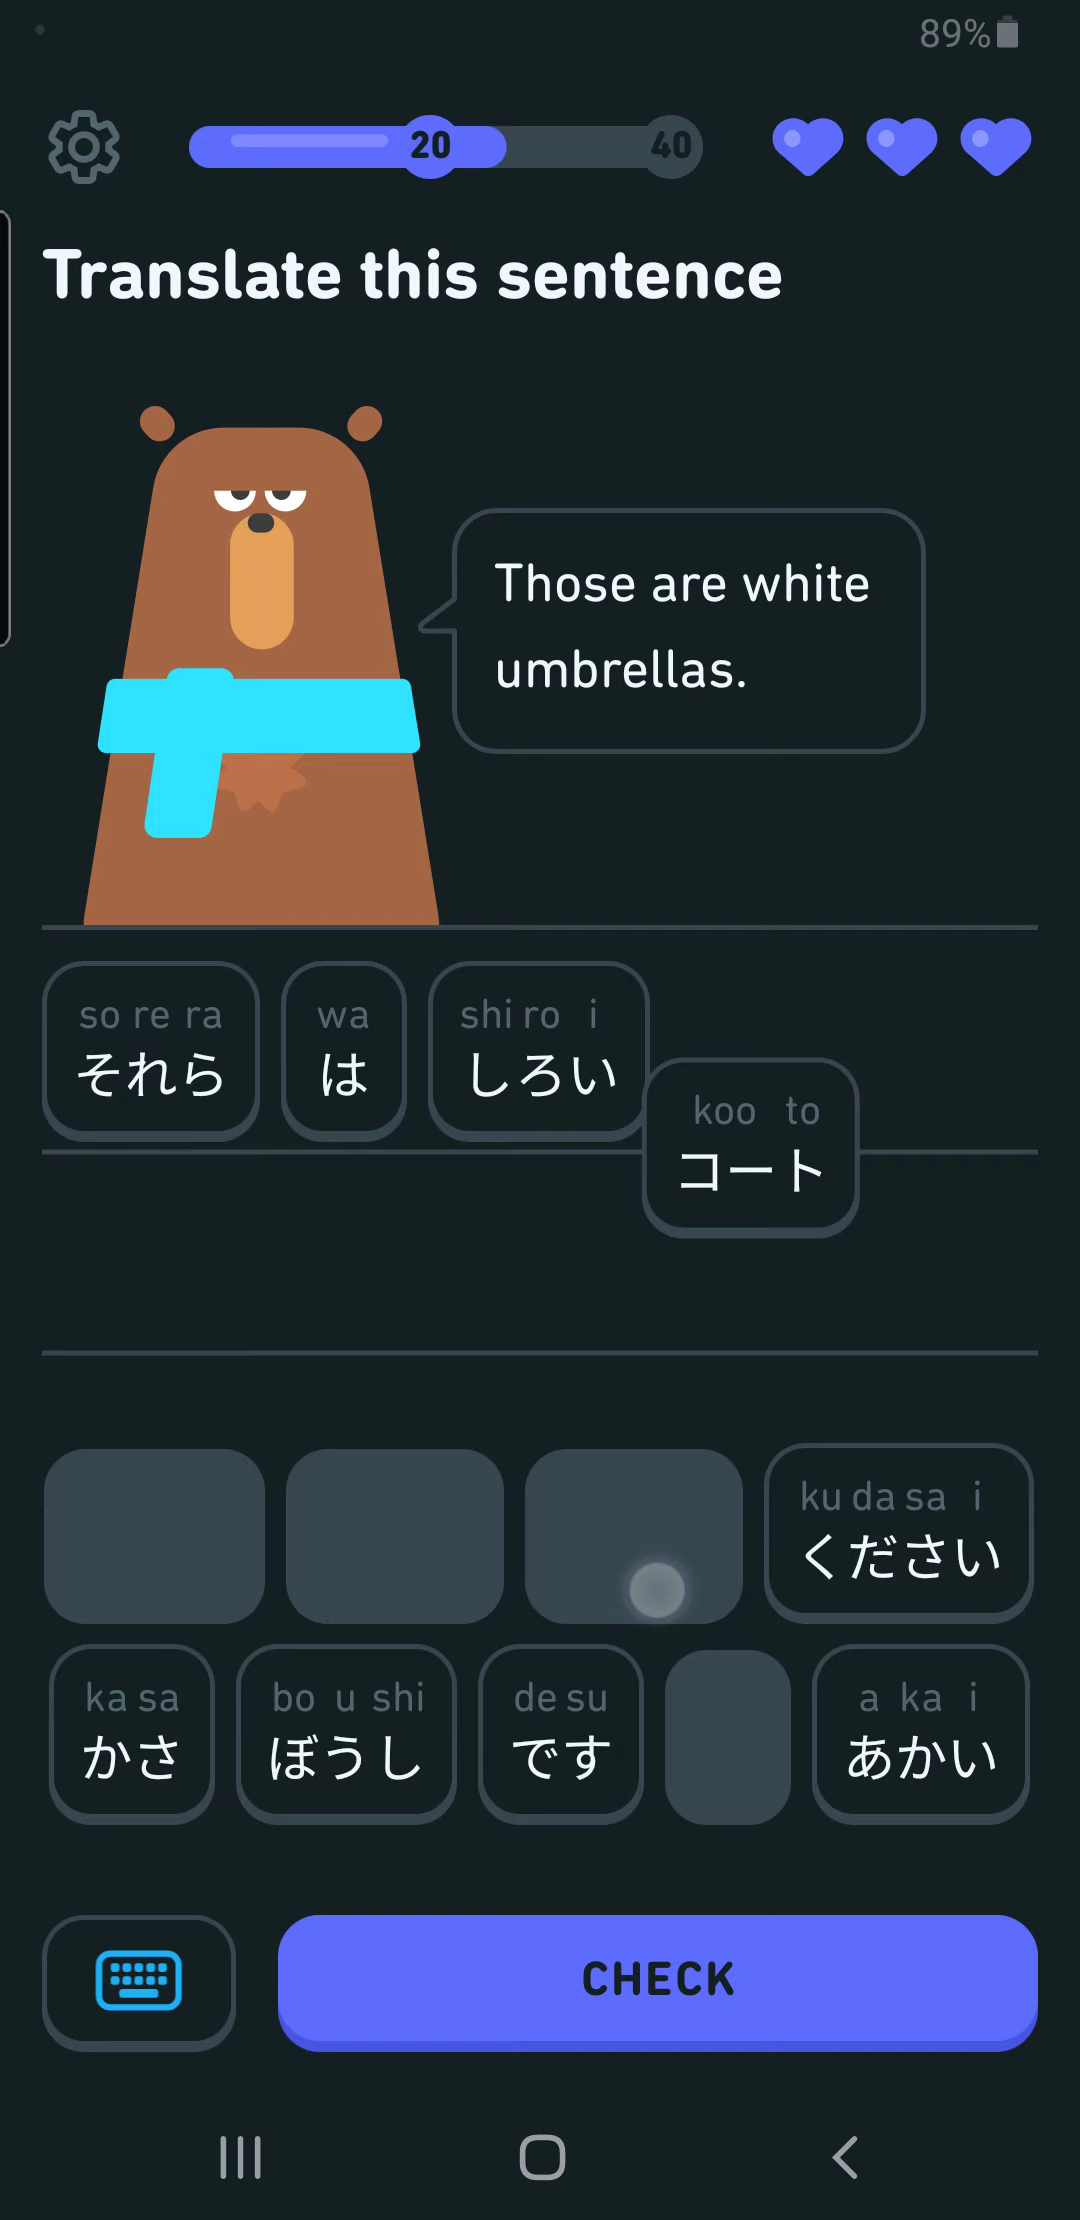 89%
20 40
Translate this sentence
Those are white
umbrellas.
so re ra wa shi ro i
それら は しろい
koo to
コート
ku da sa i
ください
ka sa bo u shi de su a ka i
かさ ぼうし です あかい
CHECK